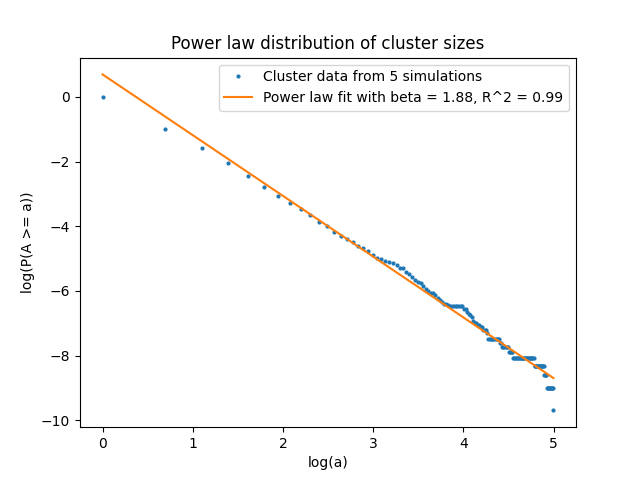 Power law distribution of cluster sizes
Cluster data from 5 simulations
Power law fit with beta = 1.88, R^2 = 0.99
log(P(A >= a))
0
−2
−4
−6
−8
−10
0 1 2 3 4 5
log(a)